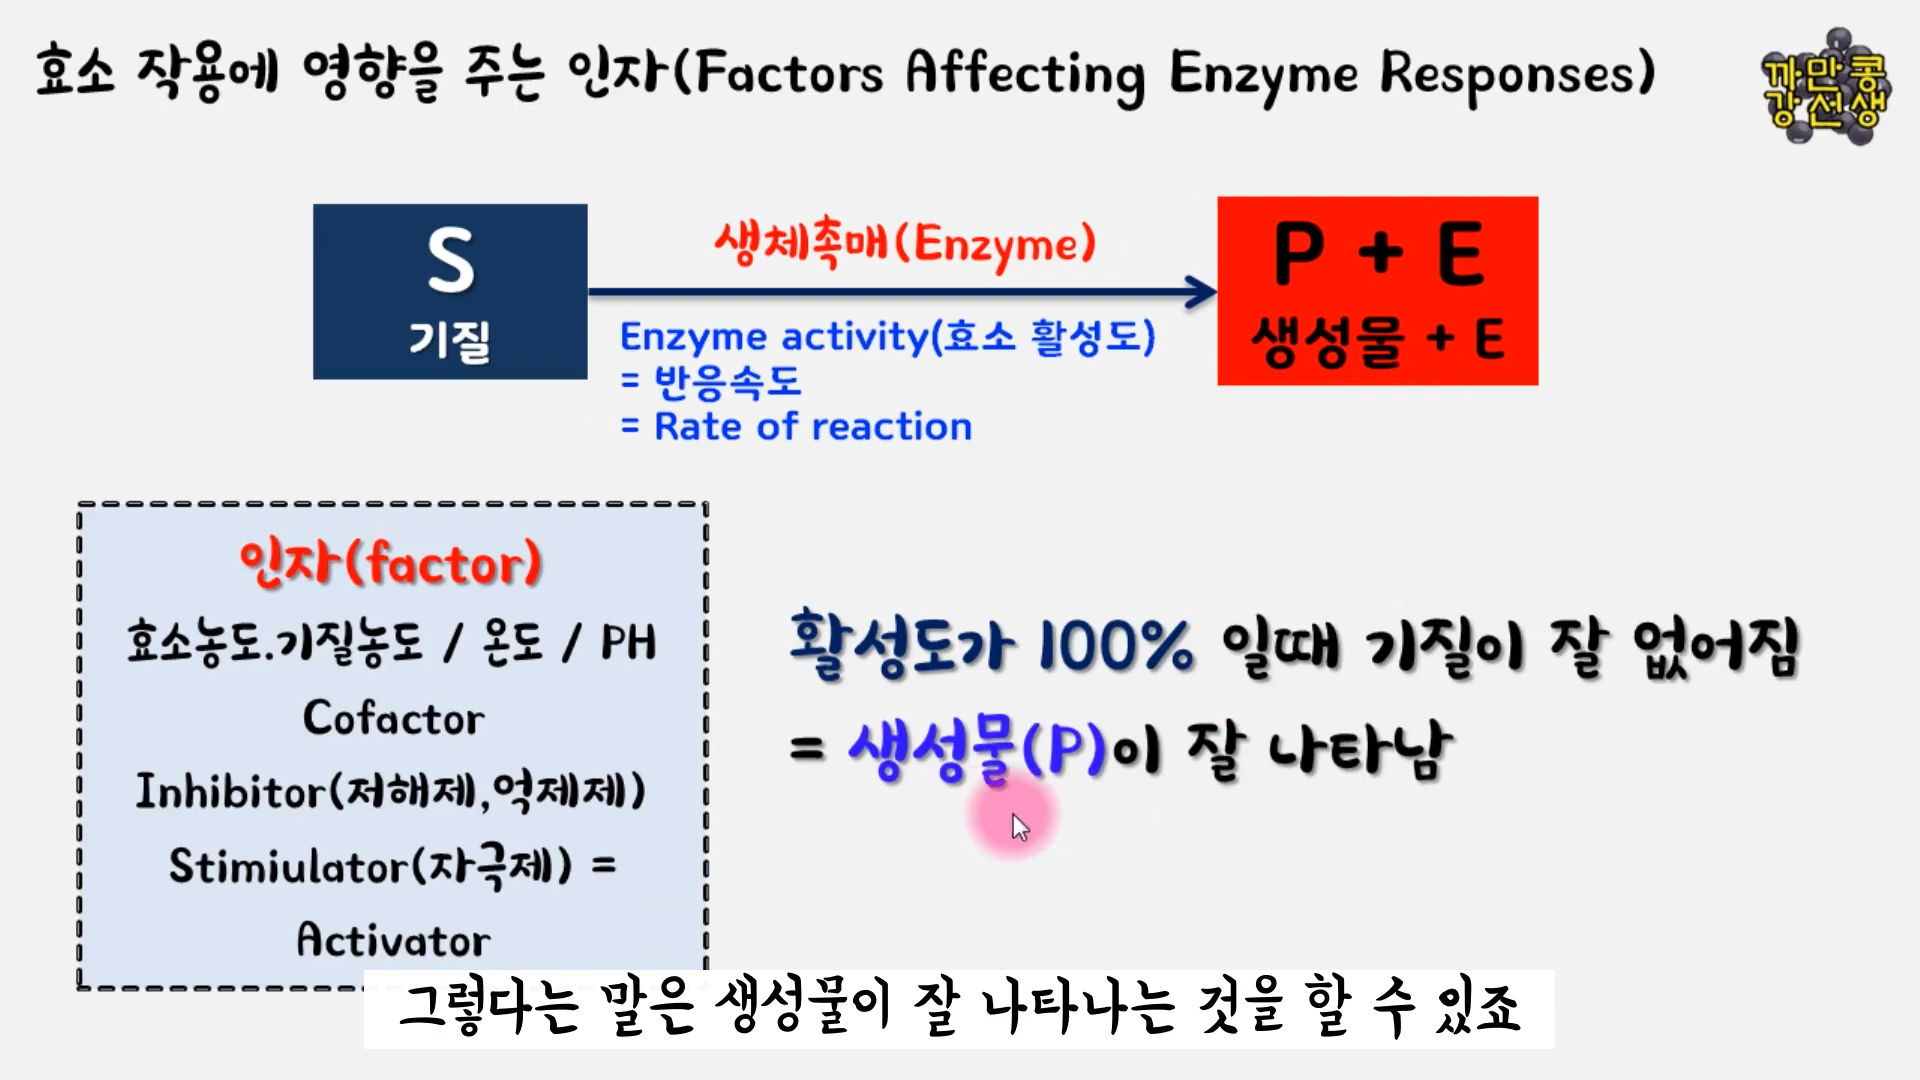 효소 작용에 영향을 주는 인자(Factors Affecting Enzyme Responses)
까만콩
강선생
S
기질
생체촉매(Enzyme)
Enzyme activity(효소 활성도)
= 반응속도
= Rate of reaction
P + E
생성물 + E
인자(factor)
효소농도.기질농도 / 온도 / PH
Cofactor
Inhibitor(저해제,억제제)
Stimiulator(자극제) =
Activator
활성도가 100% 일때 기질이 잘 없어짐
= 생성물(P)이 잘 나타남
그렇다는 말은 생성물이 잘 나타나는 것을 할 수 있죠